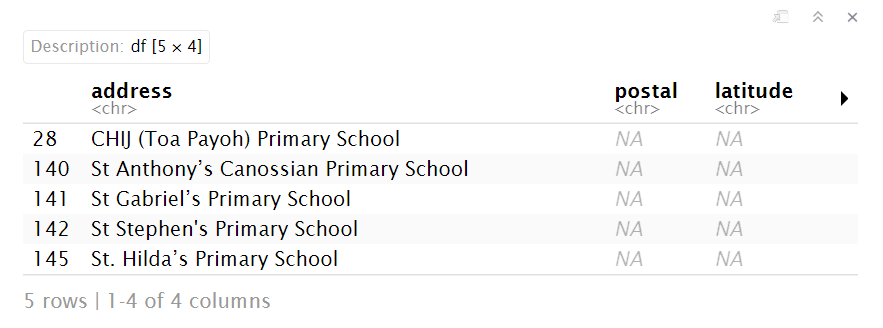 Description: df [5 × 4]
address postal latitude
<chr> <chr> <chr>
28 CHIJ (Toa Payoh) Primary School NA NA
140 St Anthony’s Canossian Primary School NA NA
141 St Gabriel’s Primary School NA NA
142 St Stephen's Primary School NA NA
145 St. Hilda’s Primary School NA NA
5 rows | 1-4 of 4 columns